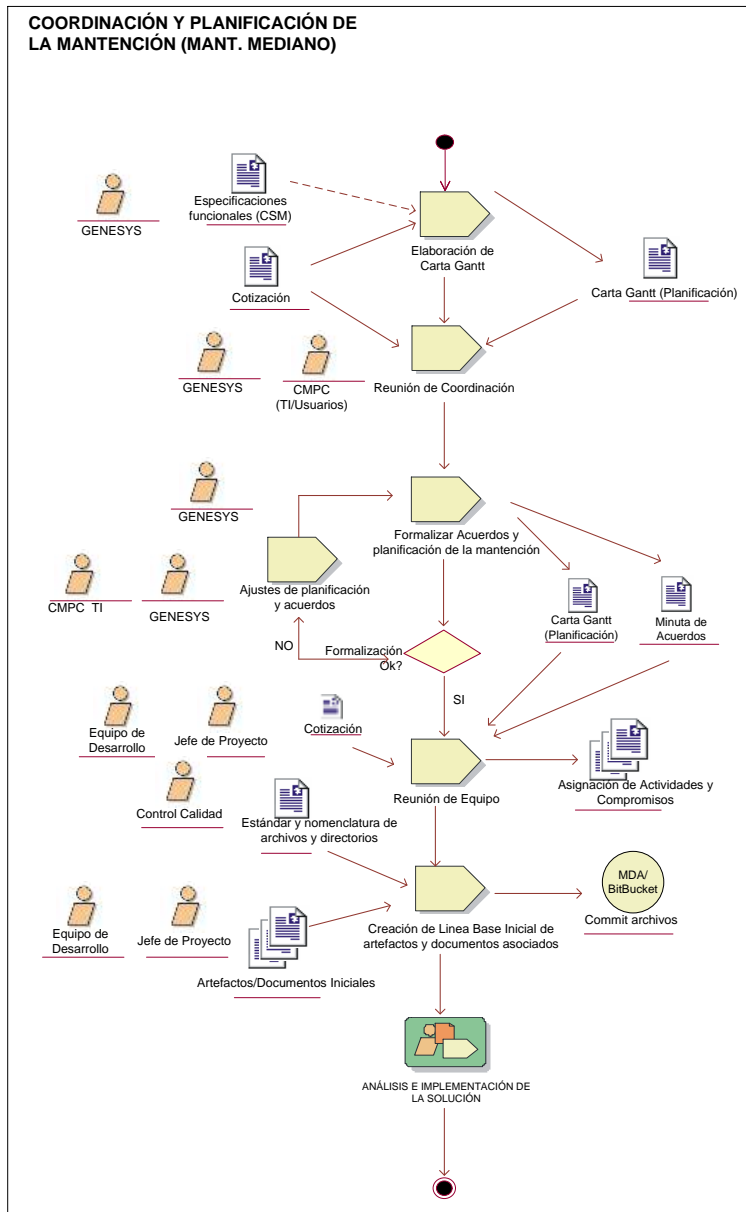 COORDINACIÓN Y PLANIFICACIÓN DE
LA MANTENCIÓN (MANT. MEDIANO)
Especificaciones
funcionales (CSM)
GENESYS
Elaboración de
Carta Gantt
Cotización
Carta Gantt (Planificación)
GENESYS
CMPC
(TI/Usuarios)
Reunión de Coordinación
GENESYS
Formalizar Acuerdos y
planificación de la mantención
CMPC TI
GENESYS
Ajustes de planificación
y acuerdos
Carta Gantt
(Planificación)
Minuta de
Acuerdos
NO
Formalización
Ok?
SI
Equipo de
Desarrollo
Jefe de Proyecto
Cotización
Reunión de Equipo
Asignación de Actividades y
Compromisos
Control Calidad
Estándar y nomenclatura de
archivos y directorios
MDA/
BitBucket
Commit archivos
Equipo de
Desarrollo
Jefe de Proyecto
Creación de Linea Base Inicial de
artefactos y documentos asociados
Artefactos/Documentos Iniciales
ANÁLISIS E IMPLEMENTACIÓN DE
LA SOLUCIÓN